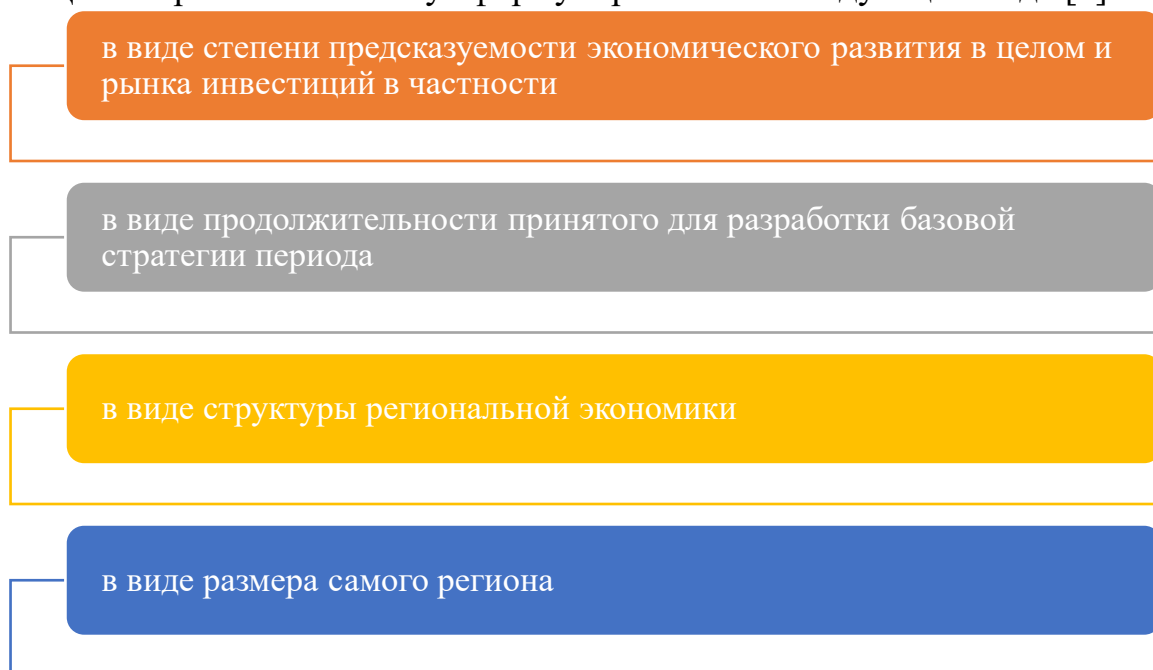 в виде степени предсказуемости экономического развития в целом и
рынка инвестиций в частности
в виде продолжительности принятого для разработки базовой
стратегии периода
в виде структуры региональной экономики
в виде размера самого региона